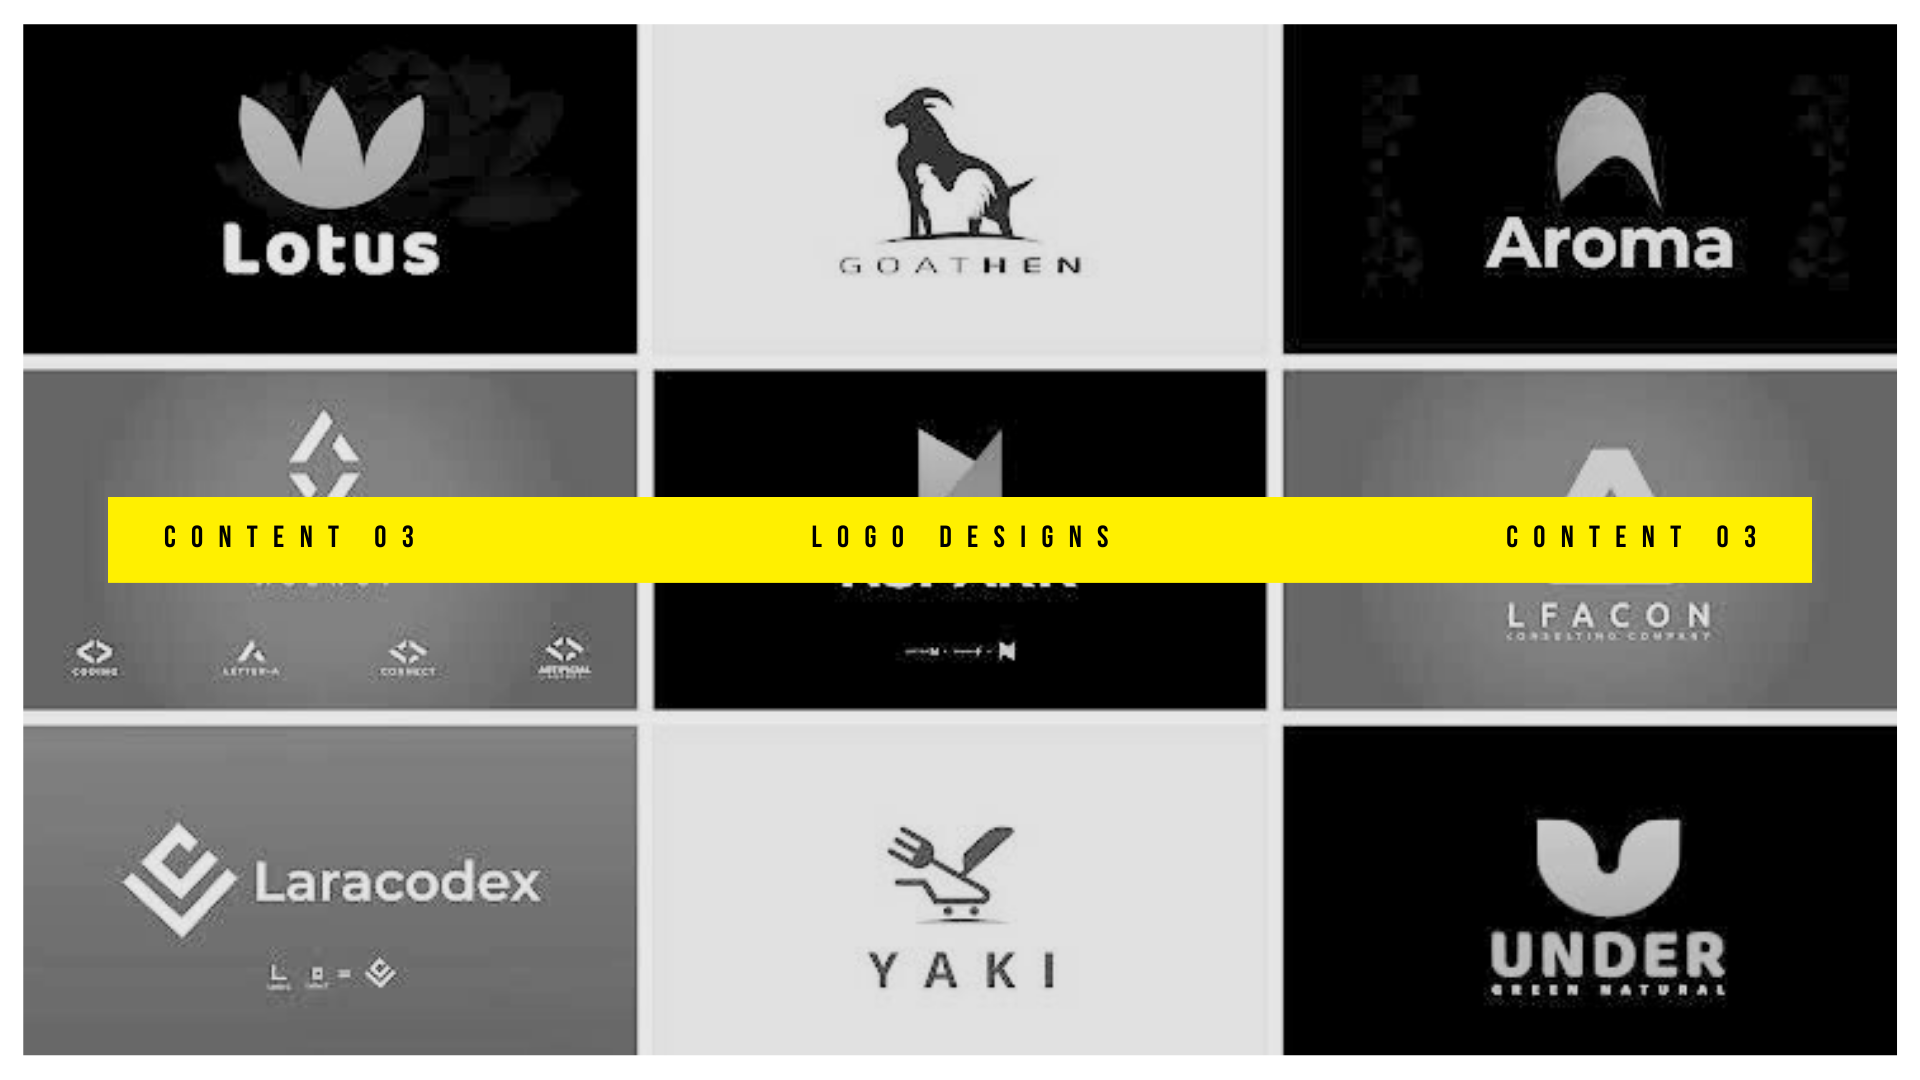 Lotus
GOATHEN
Aroma
CONTENT 03
LOGO DESIGNS
CONTENT 03
LFACON
CONSULTING COMPANY
CODING
LETTER-A
CONNECT
ARTIFICIAL
Laracodex
L
=
YAKI
UNDER
GREEN NATURAL